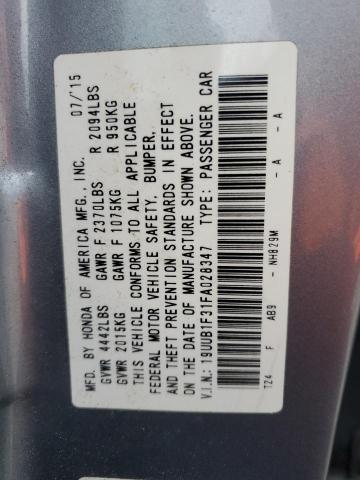 MFD. BY HONDA OF AMERICA MFG., INC. 07/'15
GVWR 4442LBS GAWR F 2370LBS R 2094LBS
GVWR 2015KG GAWR F 1075KG R 950KG
THIS VEHICLE CONFORMS TO ALL APPLICABLE
FEDERAL MOTOR VEHICLE SAFETY, BUMPER,
AND THEFT PREVENTION STANDARDS IN EFFECT
ON THE DATE OF MANUFACTURE SHOWN ABOVE.
V.I.N.: 19UUB1F31FA028347 TYPE: PASSENGER CAR
T24 F AB9 - NH829M - A - A